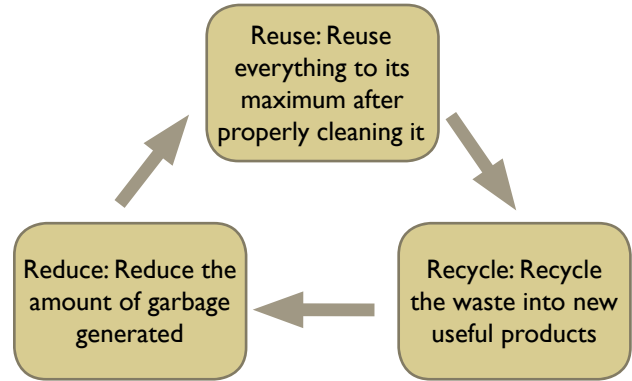 Reuse: Reuse
everything to its
maximum after
properly cleaning it
Reduce: Reduce the
amount of garbage
generated
Recycle: Recycle
the waste into new
useful products